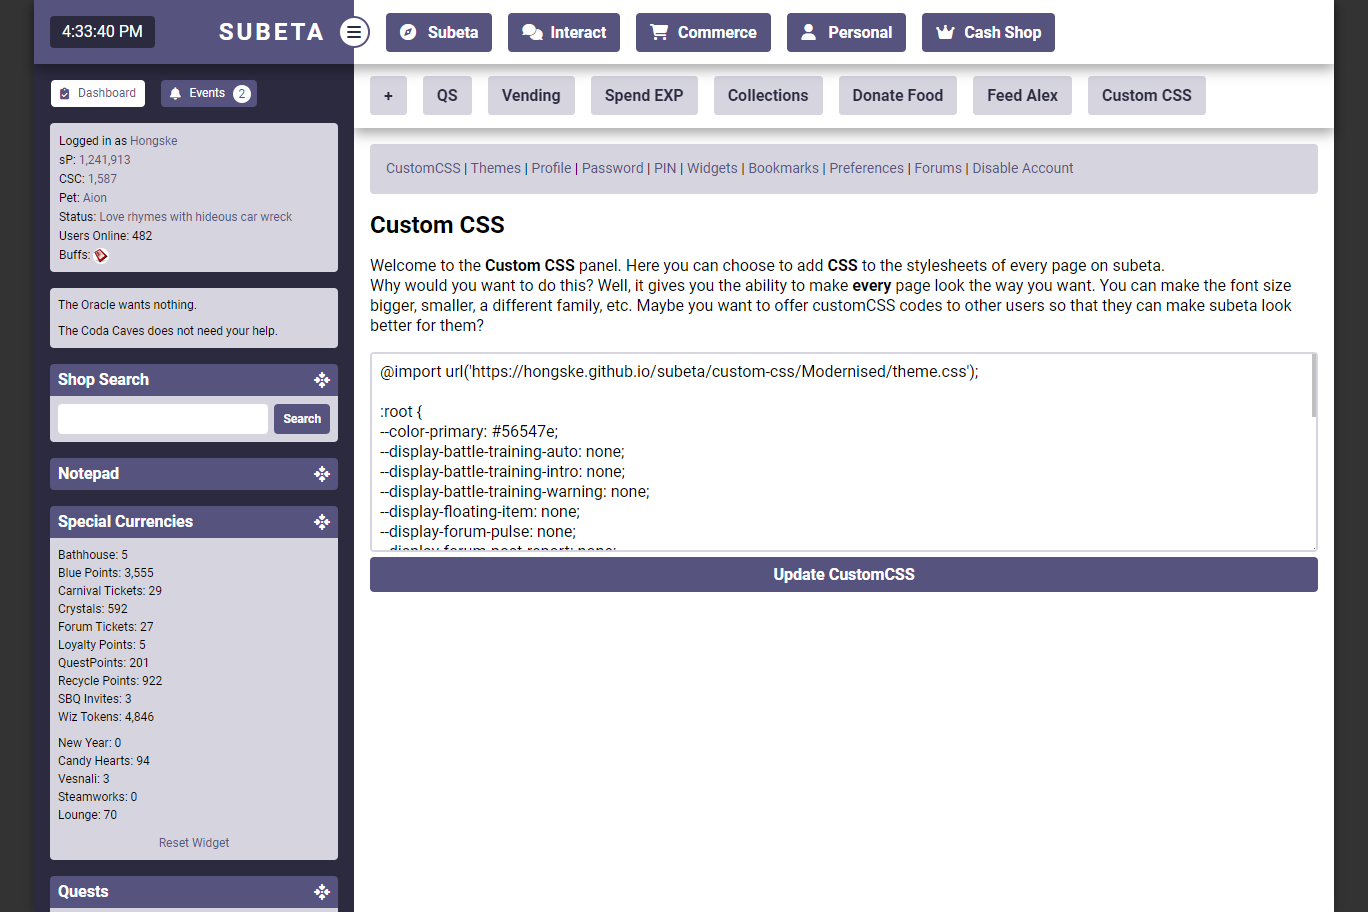 4:33:40 PM
SUBETA
Subeta
Interact
Commerce
Personal
Cash Shop
Dashboard
Events 2
+
QS
Vending
Spend EXP
Collections
Donate Food
Feed Alex
Custom CSS
Logged in as Hongske
sP: 1,241,913
CSC: 1,587
Pet: Aion
Status: Love rhymes with hideous car wreck
Users Online: 482
Buffs:
The Oracle wants nothing.
The Coda Caves does not need your help.
Shop Search
Search
Notepad
Special Currencies
Bathhouse: 5
Blue Points: 3,555
Carnival Tickets: 29
Crystals: 592
Forum Tickets: 27
Loyalty Points: 5
QuestPoints: 201
Recycle Points: 922
SBQ Invites: 3
Wiz Tokens: 4,846
New Year: 0
Candy Hearts: 94
Vesnali: 3
Steamworks: 0
Lounge: 70
Reset Widget
Quests
CustomCSS | Themes | Profile | Password | PIN | Widgets | Bookmarks | Preferences | Forums | Disable Account
Custom CSS
Welcome to the Custom CSS panel. Here you can choose to add CSS to the stylesheets of every page on subeta.
Why would you want to do this? Well, it gives you the ability to make every page look the way you want. You can make the font size
bigger, smaller, a different family, etc. Maybe you want to offer customCSS codes to other users so that they can make subeta look
better for them?
@import url('https://hongske.github.io/subeta/custom-css/Modernised/theme.css');
:root {
--color-primary: #56547e;
--display-battle-training-auto: none;
--display-battle-training-intro: none;
--display-battle-training-warning: none;
--display-floating-item: none;
--display-forum-pulse: none;
--display-forum-post-report: none;
Update CustomCSS